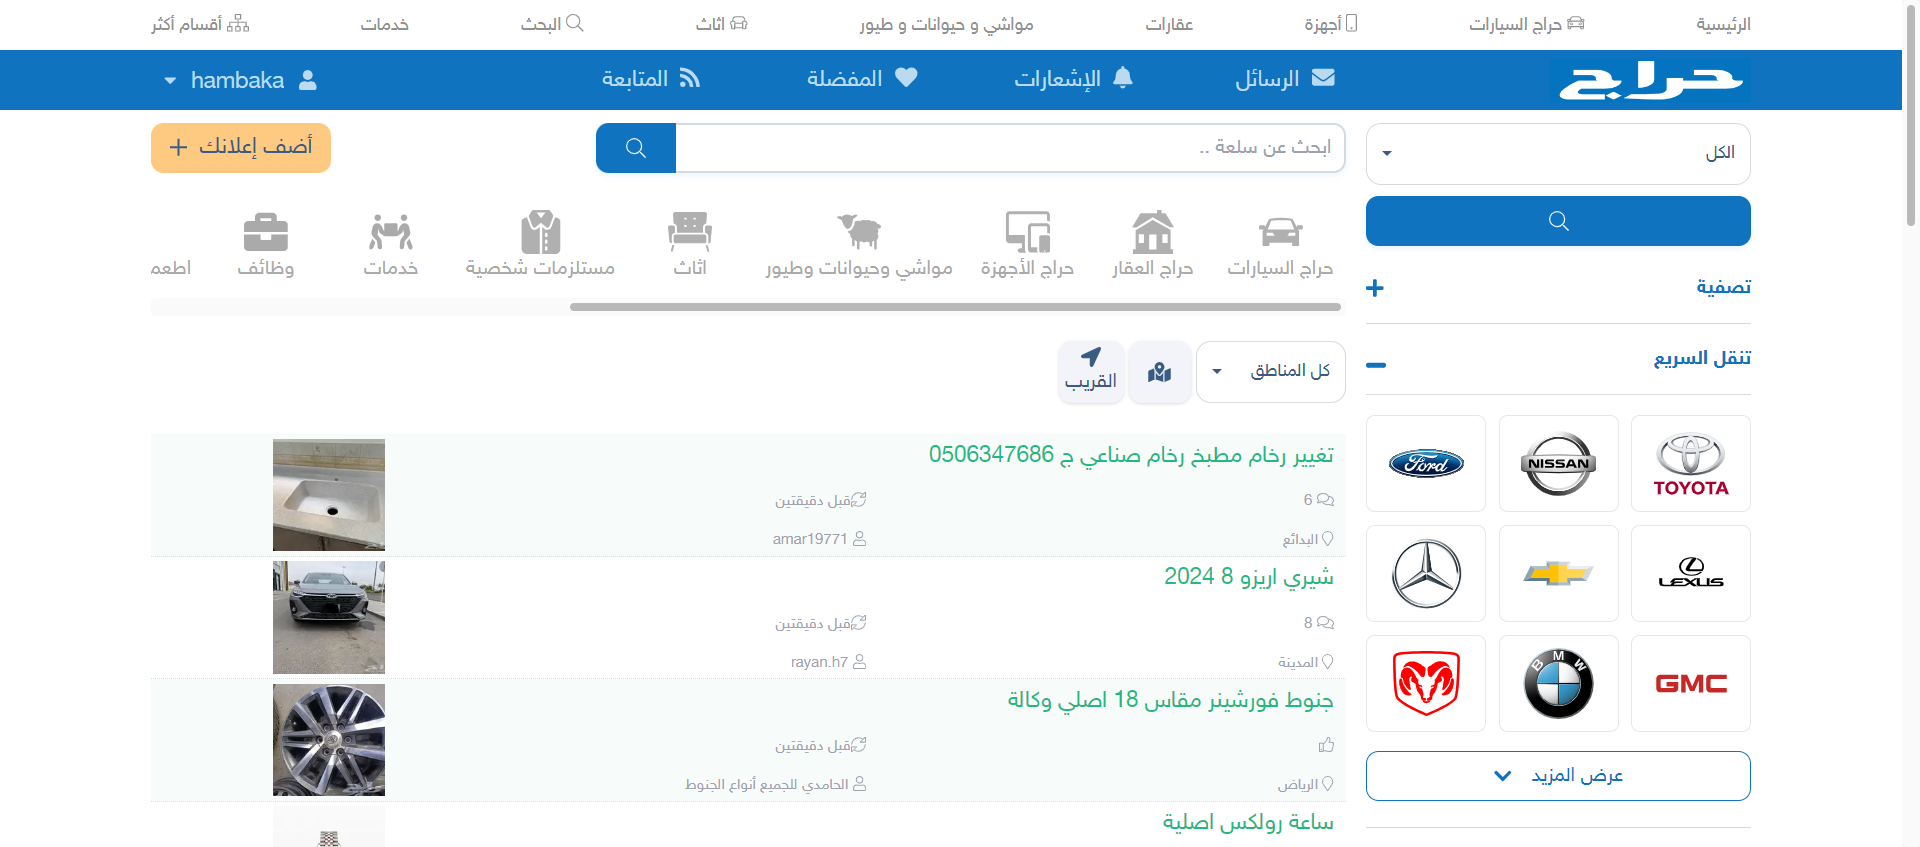 الرئيسية
حراج السيارات
أجهزة
عقارات
مواشي و حيوانات و طيور
اثاث
البحث
خدمات
أقسام أكثر
حراج
الرسائل
الإشعارات
المفضلة
المتابعة
hambaka
الكل
ابحث عن سلعة ..
أضف إعلانك
حراج السيارات
حراج العقار
حراج الأجهزة
مواشي وحيوانات وطيور
اثاث
مستلزمات شخصية
خدمات
وظائف
اطعم
تصفية
تنقل السريع
كل المناطق
القريب
TOYOTA
NISSAN
Ford
LEXUS
GMC
BMW
عرض المزيد
تغيير رخام مطبخ رخام صناعي ج 0506347686
6
قبل دقيقتين
البدائع
amar19771
شيري اريزو 8 2024
8
قبل دقيقتين
المدينة
rayan.h7
جنوط فورشينر مقاس 18 اصلي وكالة
قبل دقيقتين
الرياض
الحامدي للجميع أنواع الجنوط
ساعة رولكس اصلية